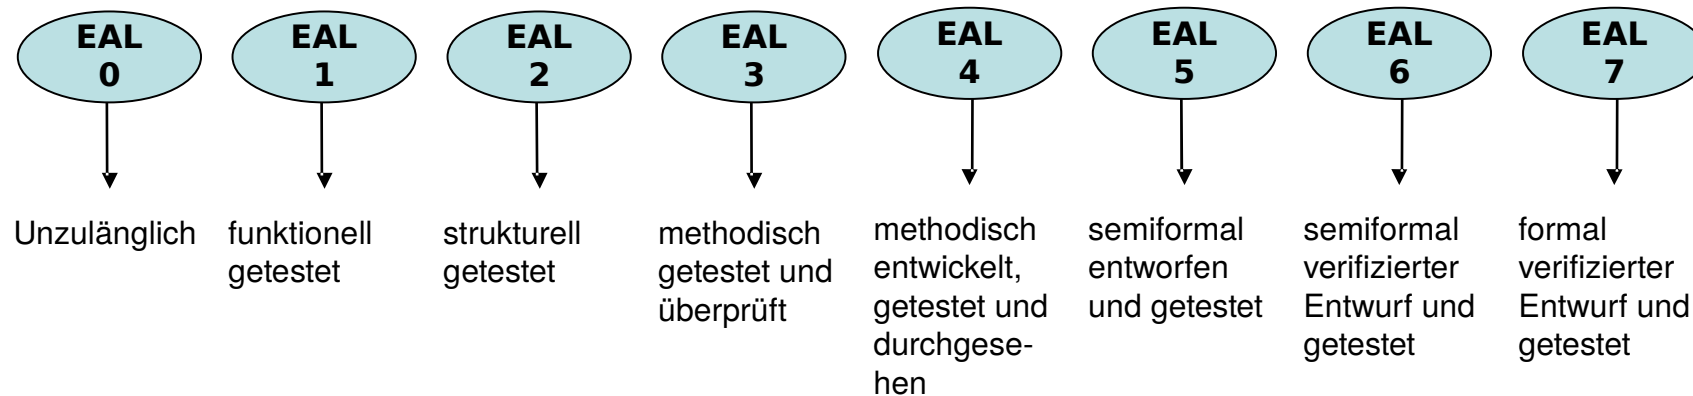 EAL
0
EAL
1
EAL
2
EAL
3
EAL
4
EAL
5
EAL
6
EAL
7
Unzulänglich
funktionell
getestet
strukturell
getestet
methodisch
getestet und
überprüft
methodisch
entwickelt,
getestet und
durchgese-
hen
semiformal
entworfen
und getestet
semiformal
verifizierter
Entwurf und
getestet
formal
verifizierter
Entwurf und
getestet